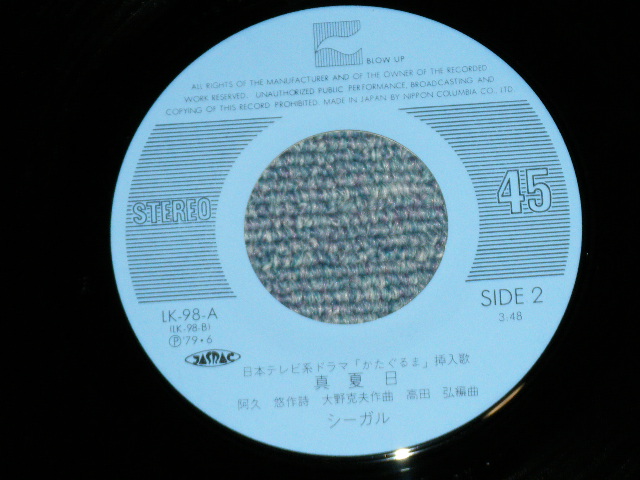 BLOW UP
ALL RIGHTS OF THE MANUFACTURER AND OF THE OWNER OF THE RECORDED
WORK RESERVED. UNAUTHORIZED PUBLIC PERFORMANCE, BROADCASTING AND
COPYING OF THIS RECORD PROHIBITED. MADE IN JAPAN BY NIPPON COLUMBIA CO., LTD.
STEREO
45
LK-98-A
(LK-98-B)
Ⓟ'79•6
JASRAC
SIDE 2
3:48
日本テレビ系ドラマ「かたぐるま」挿入歌
真夏日
阿久 悠作詩 大野克夫作曲 高田 弘編曲
シーガル